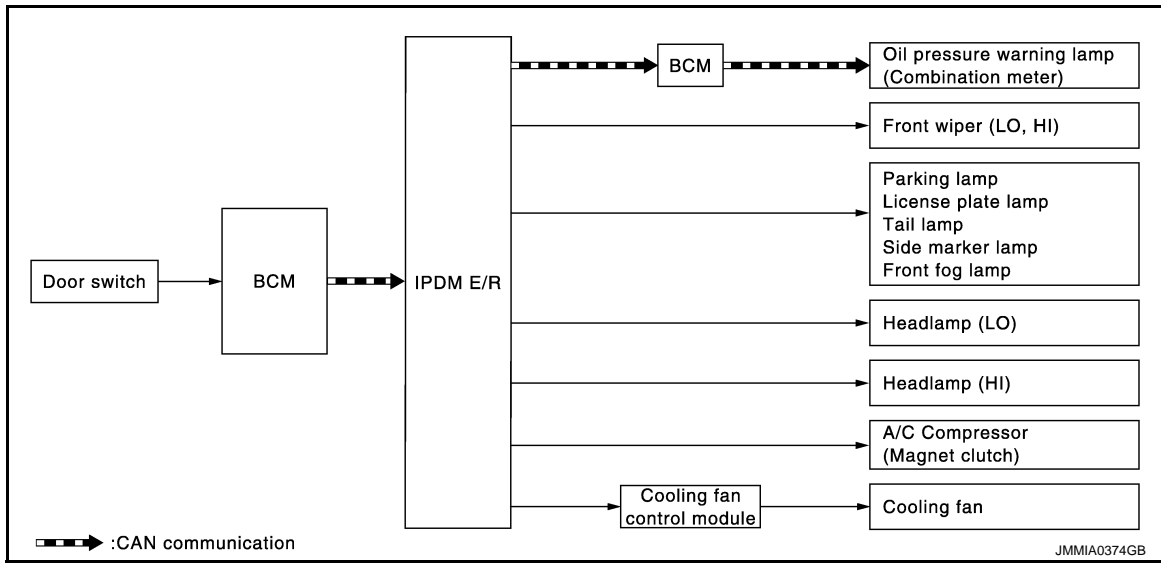 Door switch
BCM
IPDM E/R
BCM
Oil pressure warning lamp
(Combination meter)
Front wiper (LO, HI)
Parking lamp
License plate lamp
Tail lamp
Side marker lamp
Front fog lamp
Headlamp (LO)
Headlamp (HI)
A/C Compressor
(Magnet clutch)
Cooling fan
control module
Cooling fan
:CAN communication
JMMIA0374GB